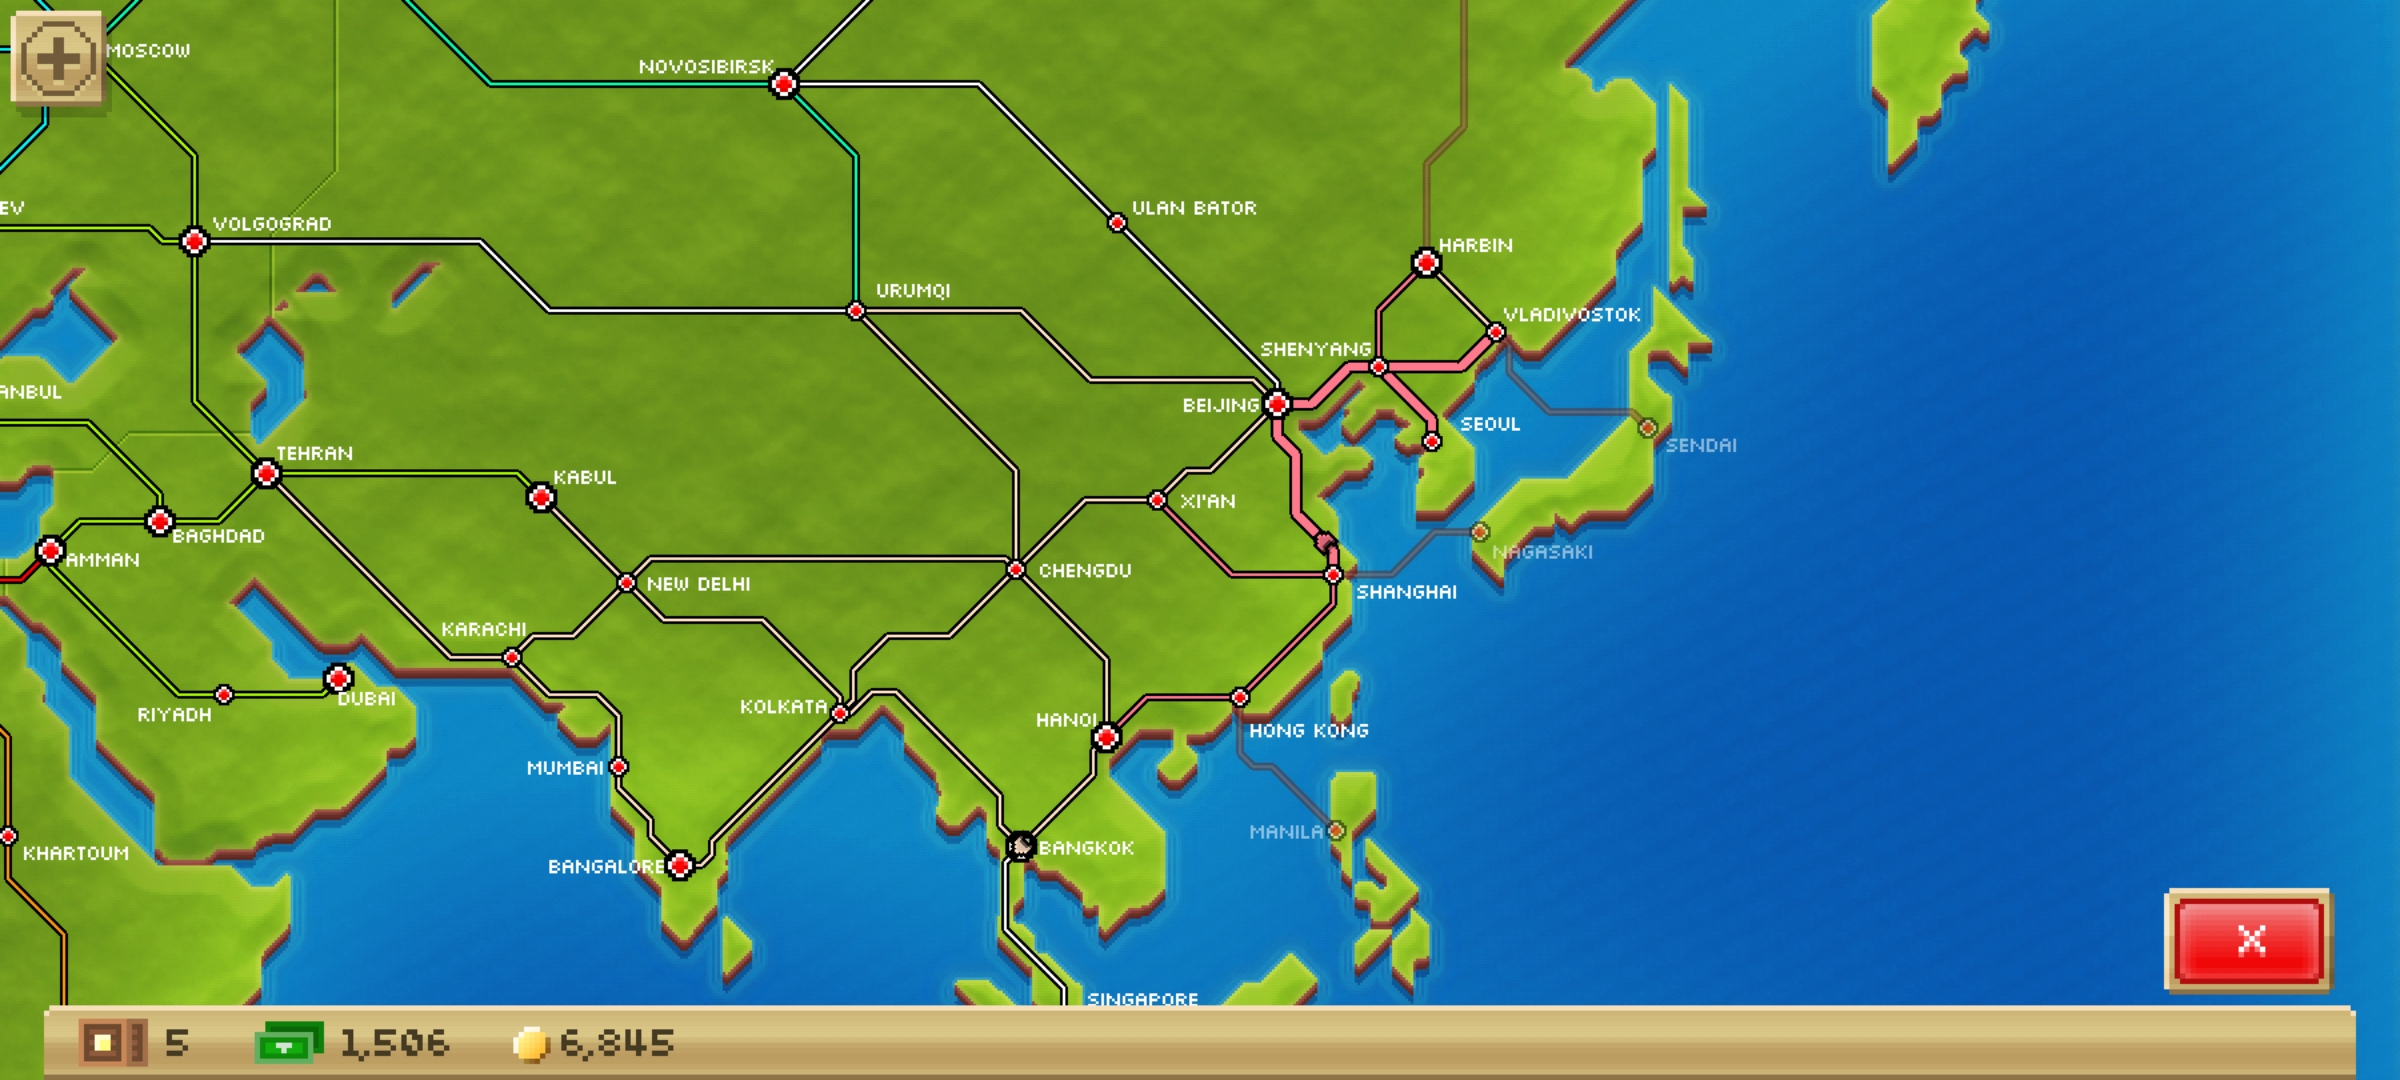 MOSCOW
NOVOSIBIRSK
EV
VOLGOGRAD
ULAN BATOR
HARBIN
URUMQI
VLADIVOSTOK
SHENYANG
ANBUL
BEIJING
SEOUL
SENDAI
TEHRAN
KABUL
XI'AN
BAGHDAD
NAGASAKI
AMMAN
CHENGDU
NEW DELHI
SHANGHAI
KARACHI
DUBAI
RIYADH
KOLKATA
HANOI
HONG KONG
MUMBAI
MANILA
BANGKOK
KHARTOUM
BANGALORE
X
SINGAPORE
5 1,506 6,845